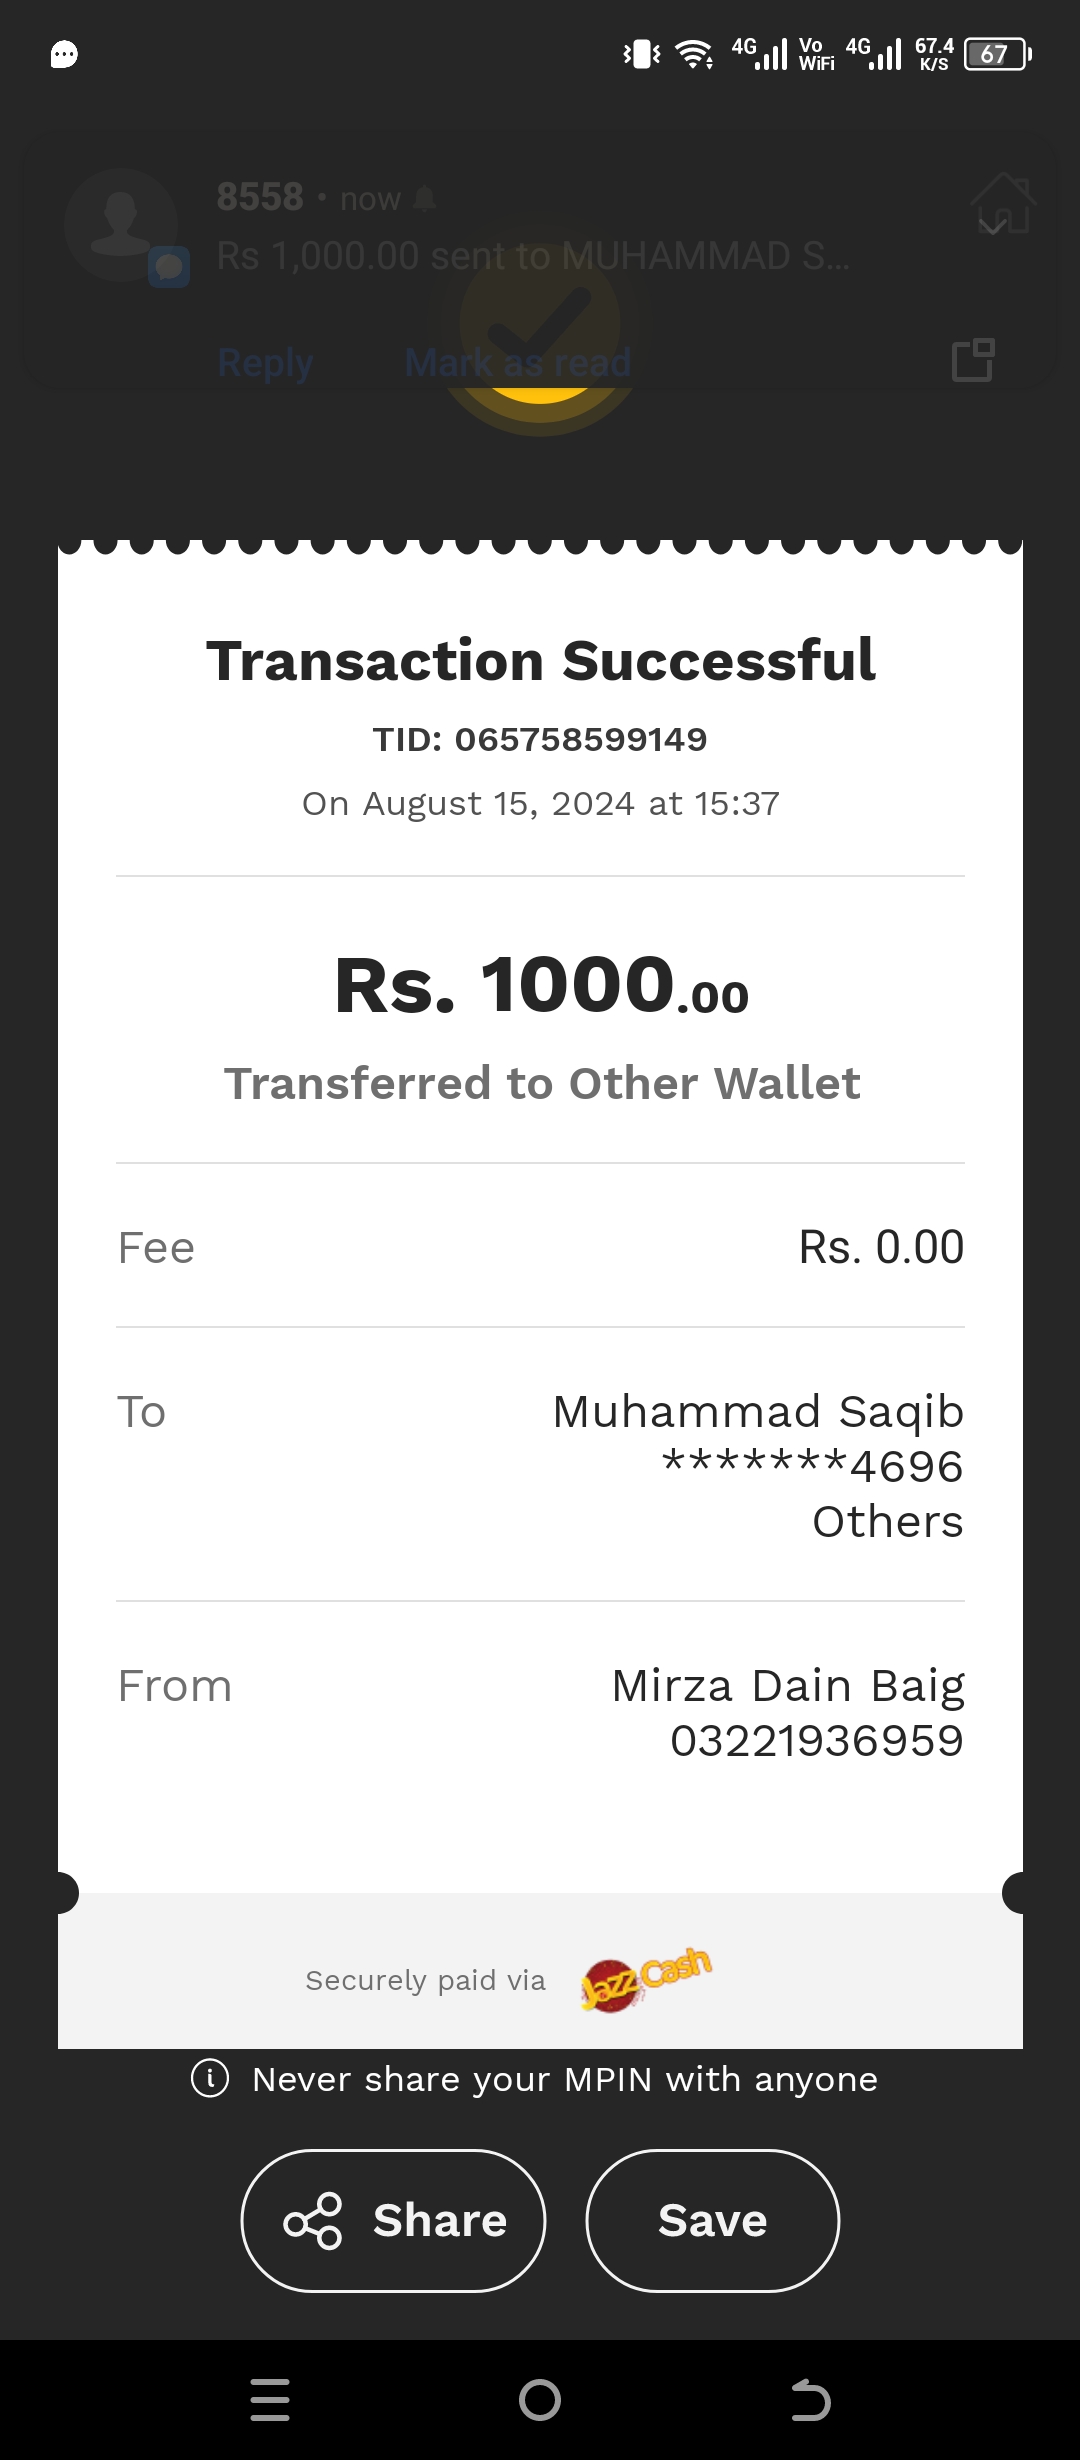 4G Vo WiFi 4G 67.4 K/S 67
8558 • now
Rs 1,000.00 sent to MUHAMMAD S...
Reply Mark as read
Transaction Successful
TID: 065758599149
On August 15, 2024 at 15:37
Rs. 1000.00
Transferred to Other Wallet
Fee Rs. 0.00
To Muhammad Saqib
*******4696
Others
From Mirza Dain Baig
03221936959
Securely paid via JazzCash
Never share your MPIN with anyone
Share Save